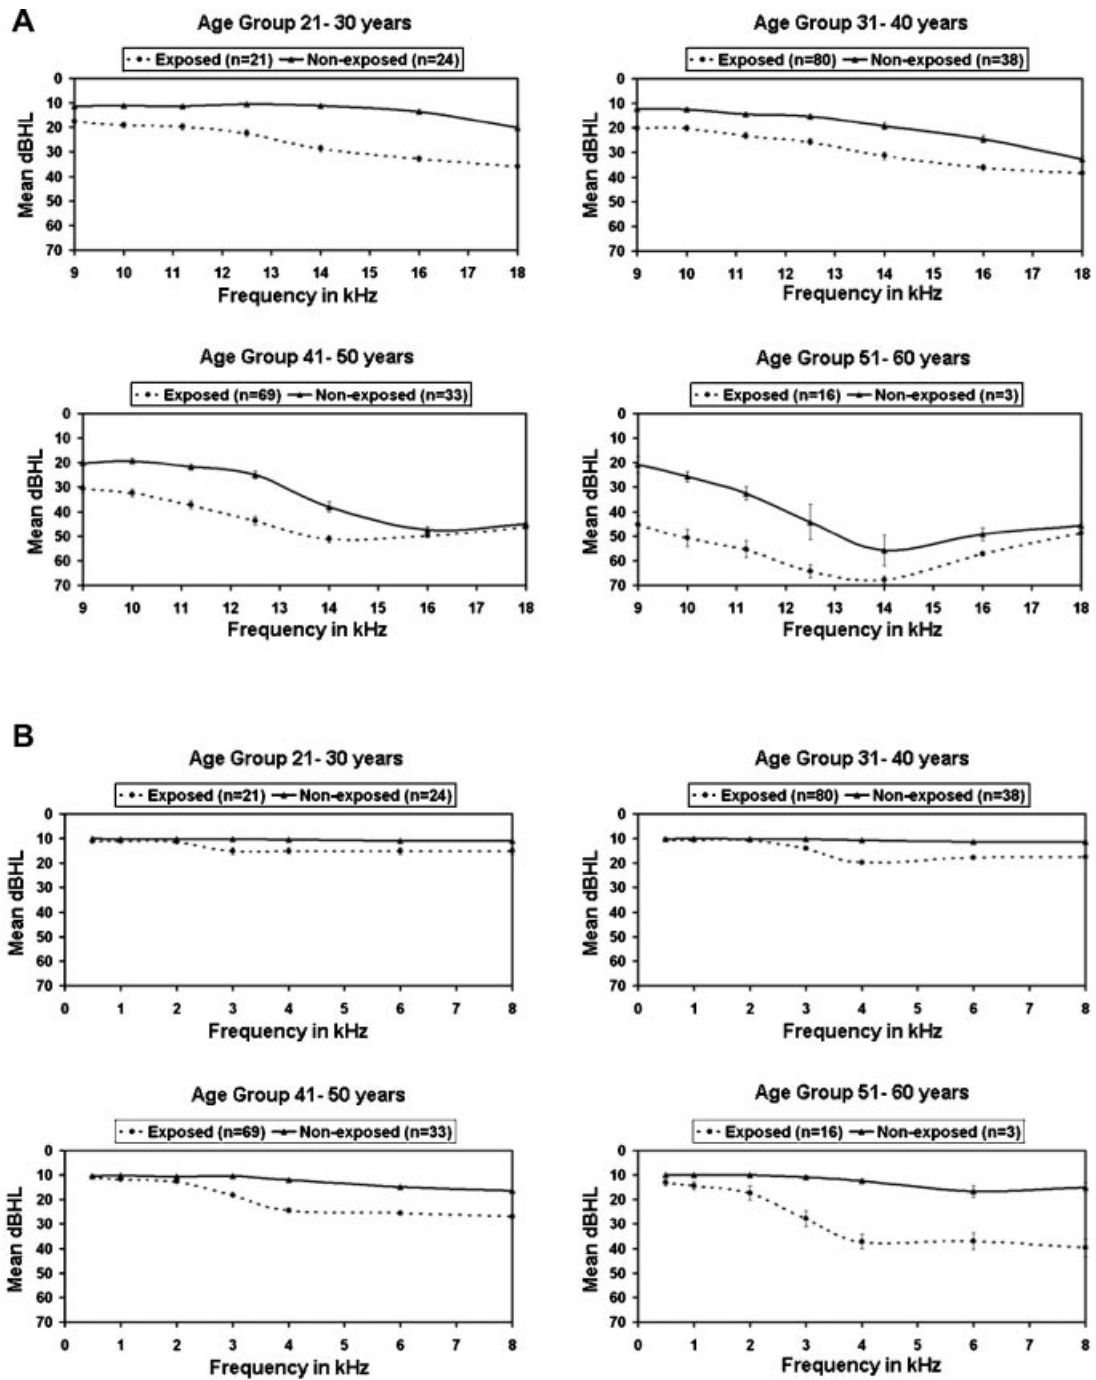 A
Age Group 21- 30 years
Exposed (n=21) Non-exposed (n=24)
Mean dBHL
0
10
20
30
40
50
60
70
9 10 11 12 13 14 15 16 17 18
Frequency in kHz
Age Group 31- 40 years
Exposed (n=80) Non-exposed (n=38)
Mean dBHL
0
10
20
30
40
50
60
70
9 10 11 12 13 14 15 16 17 18
Frequency in kHz
Age Group 41- 50 years
Exposed (n=69) Non-exposed (n=33)
Mean dBHL
0
10
20
30
40
50
60
70
9 10 11 12 13 14 15 16 17 18
Frequency in kHz
Age Group 51- 60 years
Exposed (n=16) Non-exposed (n=3)
Mean dBHL
0
10
20
30
40
50
60
70
9 10 11 12 13 14 15 16 17 18
Frequency in kHz
B
Age Group 21- 30 years
Exposed (n=21) Non-exposed (n=24)
Mean dBHL
0
10
20
30
40
50
60
70
0 1 2 3 4 5 6 7 8
Frequency in kHz
Age Group 31- 40 years
Exposed (n=80) Non-exposed (n=38)
Mean dBHL
0
10
20
30
40
50
60
70
0 1 2 3 4 5 6 7 8
Frequency in kHz
Age Group 41- 50 years
Exposed (n=69) Non-exposed (n=33)
Mean dBHL
0
10
20
30
40
50
60
70
0 1 2 3 4 5 6 7 8
Frequency in kHz
Age Group 51- 60 years
Exposed (n=16) Non-exposed (n=3)
Mean dBHL
0
10
20
30
40
50
60
70
0 1 2 3 4 5 6 7 8
Frequency in kHz